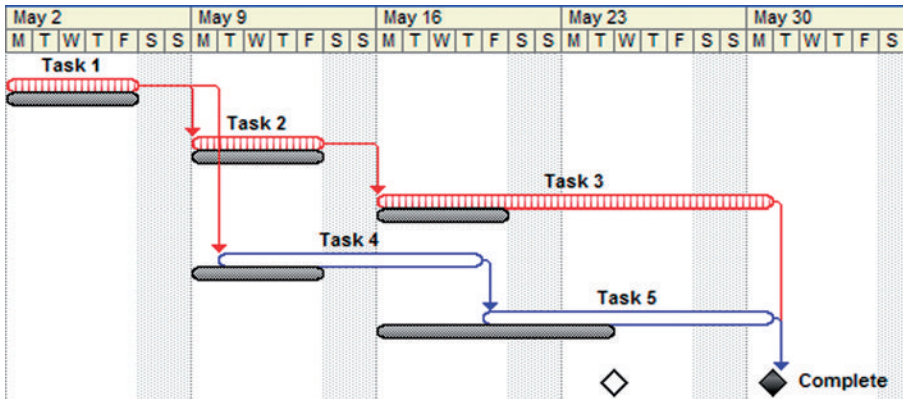 May 2 May 9 May 16 May 23 May 30
M T W T F S S M T W T F S S M T W T F S S M T W T F S S M T W T F S
Task 1
Task 2
Task 3
Task 4
Task 5
Complete